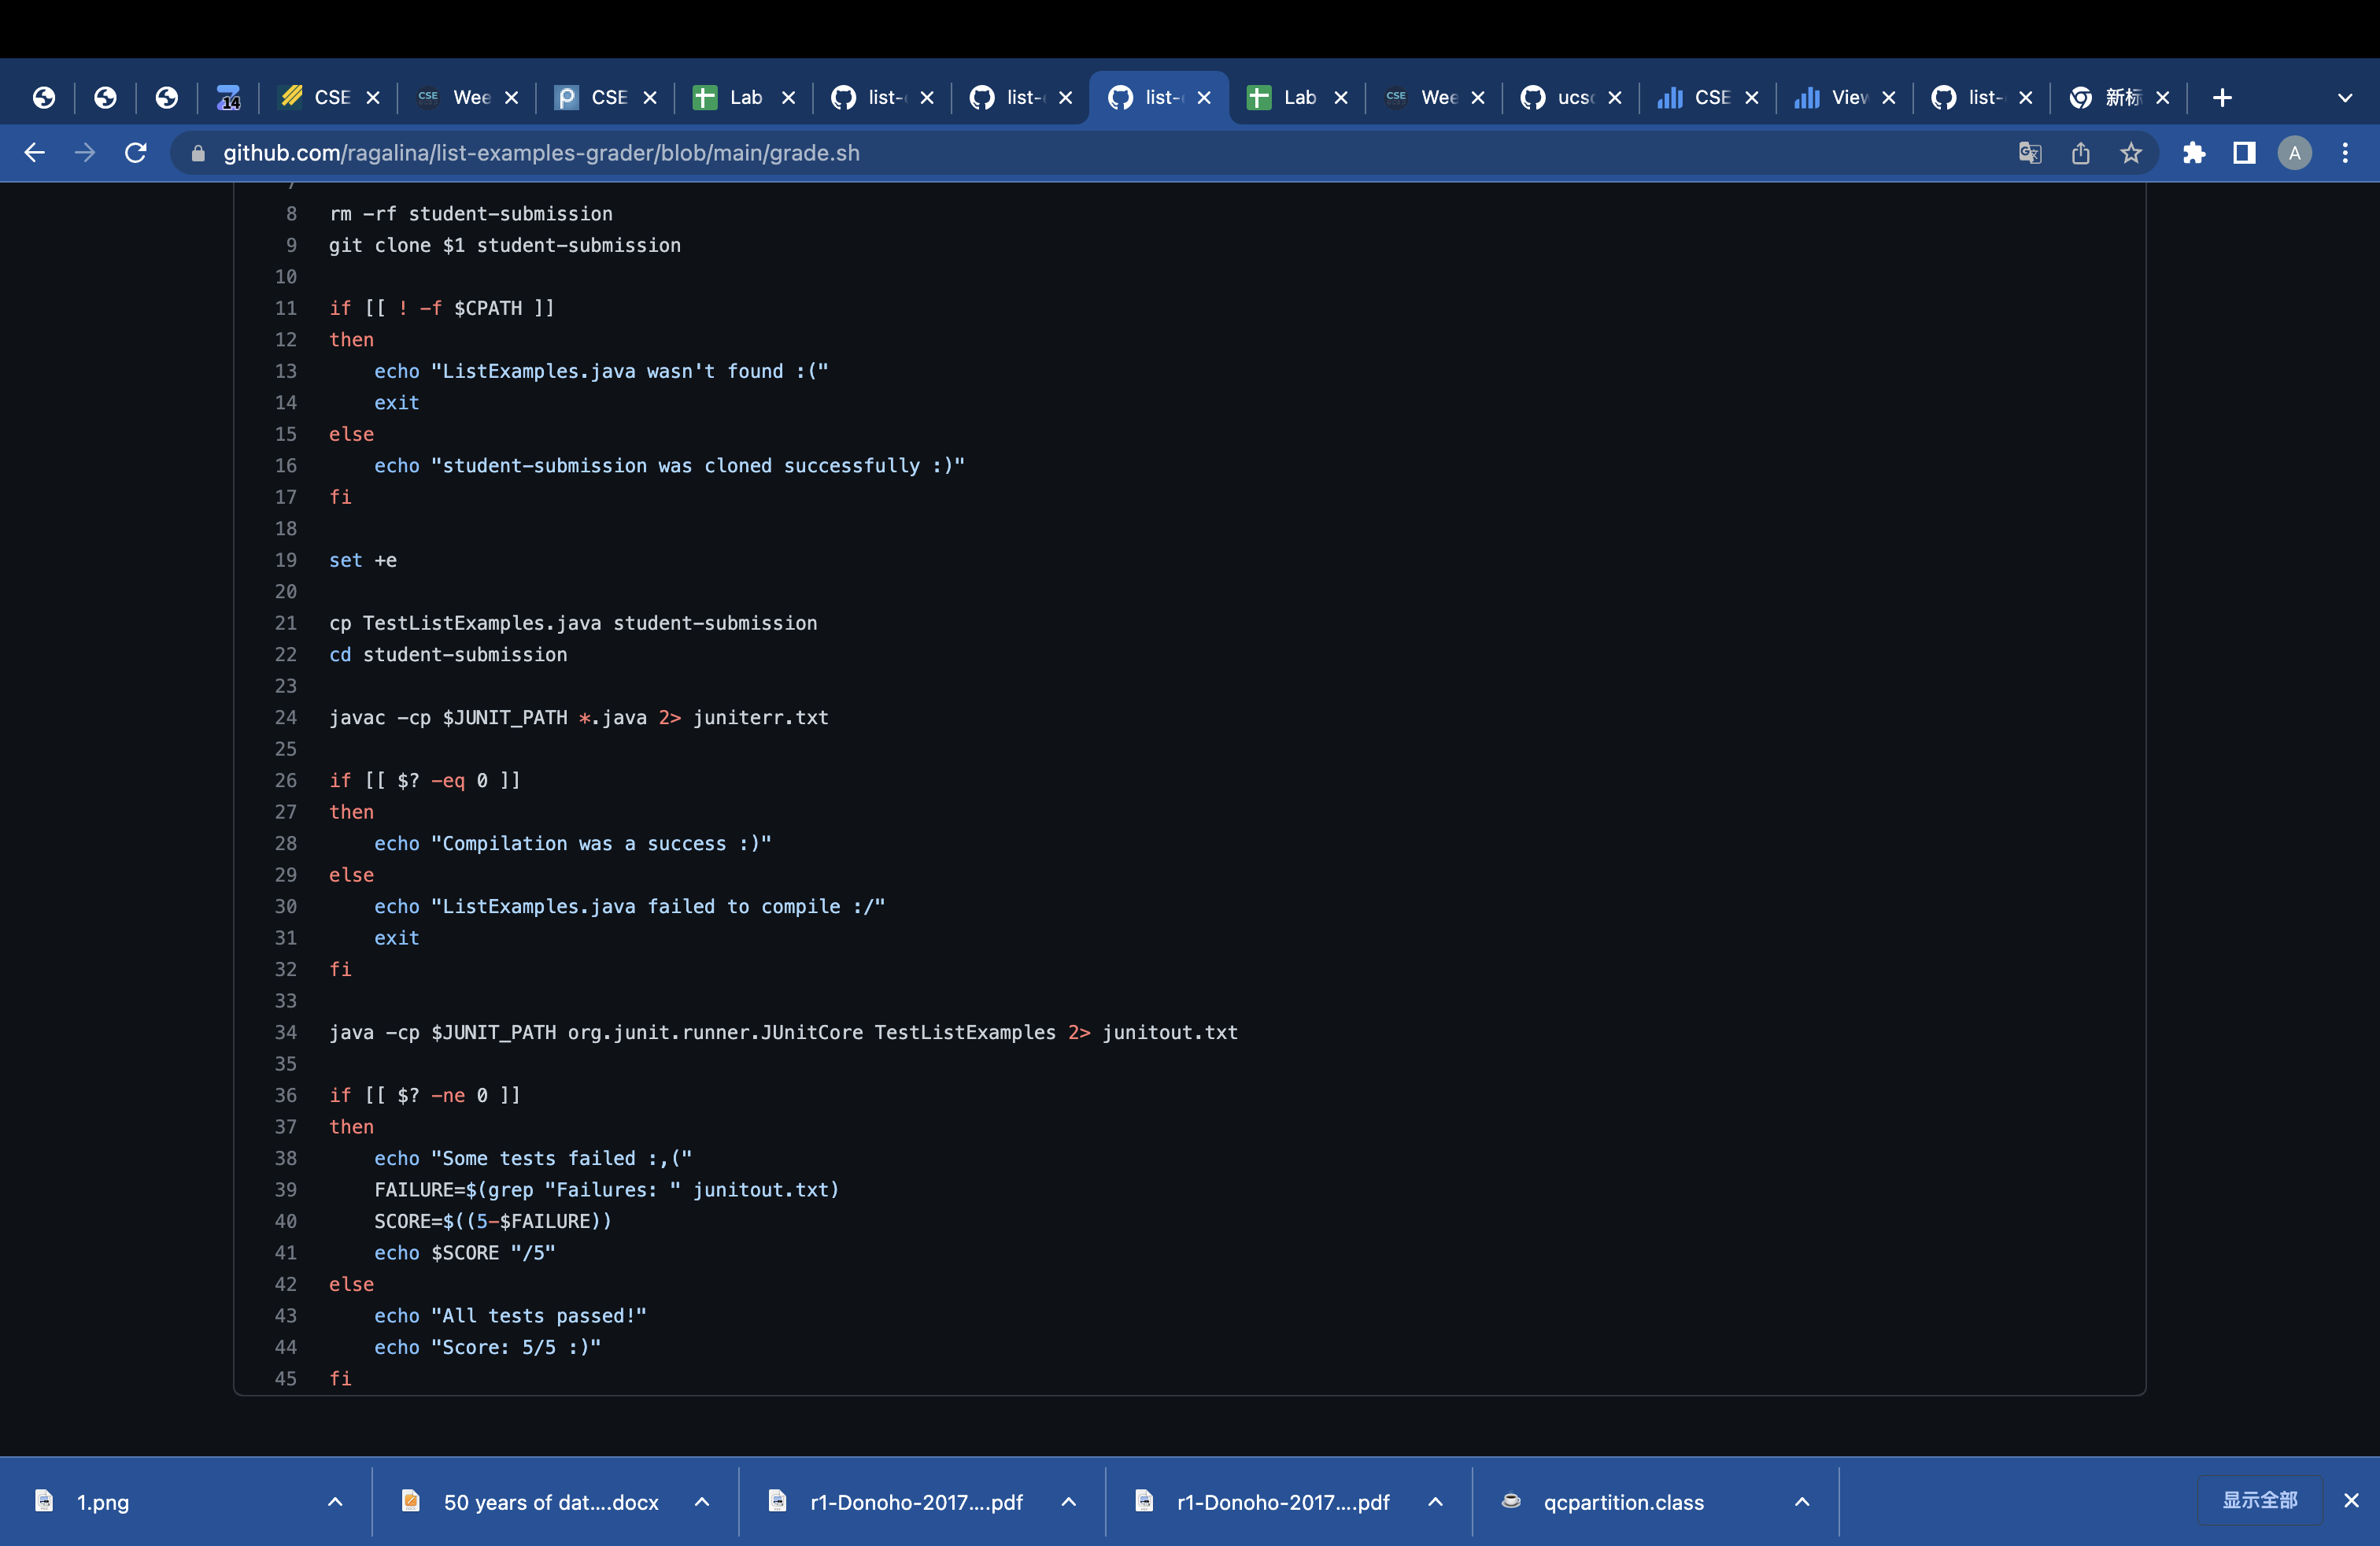 14 CSE CSE Wee P CSE Lab list- list- list- Lab CSE Wee ucs CSE View list- 新标
github.com/ragalina/list-examples-grader/blob/main/grade.sh A
8 rm -rf student-submission
9 git clone $1 student-submission
10
11 if [[ ! -f $CPATH ]]
12 then
13 echo "ListExamples.java wasn't found :("
14 exit
15 else
16 echo "student-submission was cloned successfully :)"
17 fi
18
19 set +e
20
21 cp TestListExamples.java student-submission
22 cd student-submission
23
24 javac -cp $JUNIT_PATH *.java 2> juniterr.txt
25
26 if [[ $? -eq 0 ]]
27 then
28 echo "Compilation was a success :)"
29 else
30 echo "ListExamples.java failed to compile :/"
31 exit
32 fi
33
34 java -cp $JUNIT_PATH org.junit.runner.JUnitCore TestListExamples 2> junitout.txt
35
36 if [[ $? -ne 0 ]]
37 then
38 echo "Some tests failed :,("
39 FAILURE=$(grep "Failures: " junitout.txt)
40 SCORE=$((5-$FAILURE))
41 echo $SCORE "/5"
42 else
43 echo "All tests passed!"
44 echo "Score: 5/5 :)"
45 fi
1.png 50 years of dat....docx r1-Donoho-2017....pdf r1-Donoho-2017....pdf qcpartition.class 显示全部